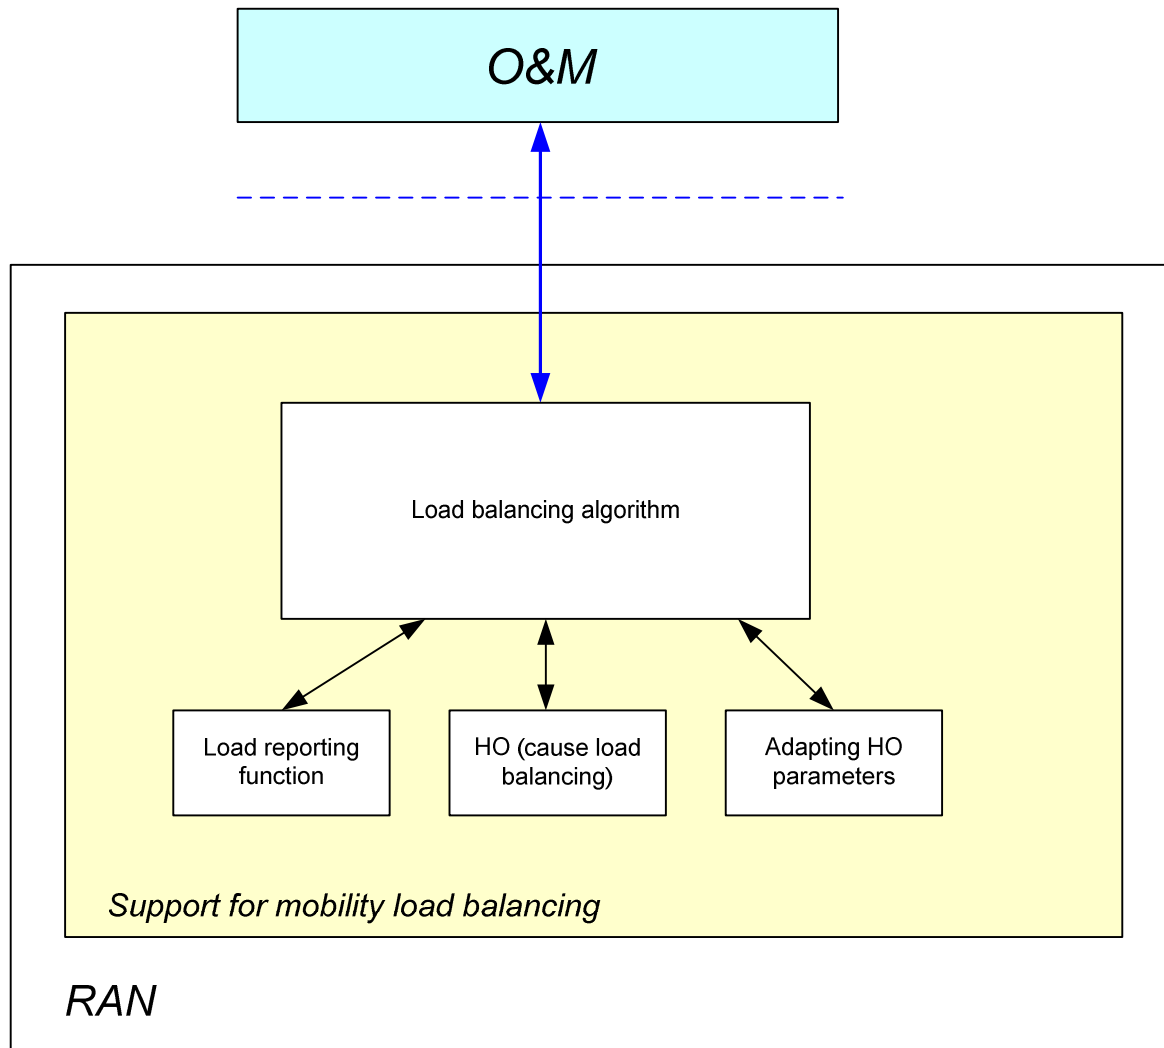 O&M
Load balancing algorithm
Load reporting
function
HO (cause load
balancing)
Adapting HO
parameters
Support for mobility load balancing
RAN